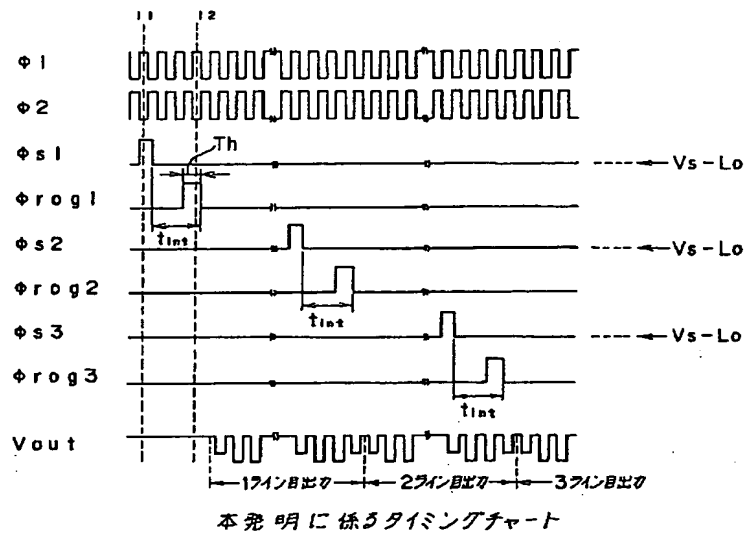 t1 t2
φ1
φ2
φs1
Th
Vs-Lo
φrog1
tint
φs2
Vs-Lo
φrog2
tint
φs3
Vs-Lo
φrog3
tint
Vout
1ライン目出力 2ライン目出力 3ライン目出力
本発明に係るタイミングチャート